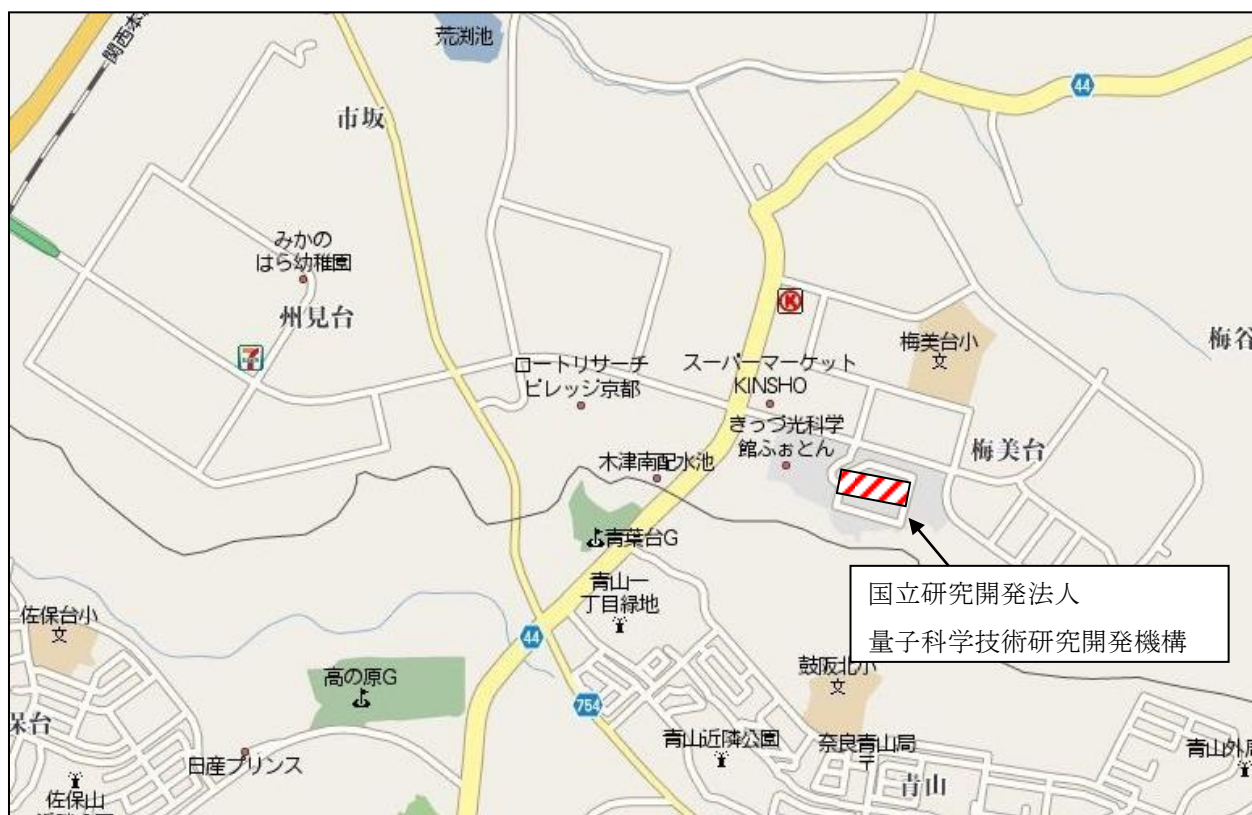 関西本
荒渕池
44
市坂
みかの
はら幼稚園
州見台
7
K
梅美台小
文
梅谷
ロートリサーチ
ビレッジ京都
スーパーマーケット
KINSHO
きっづ光科学
館ふぉとん
梅美台
木津南配水池
青葉台G
国立研究開発法人
量子科学技術研究開発機構
青山一
丁目緑地
佐保台小
文
44
高の原G
鼓阪北小
文
754
保台
日産プリンス
青山近隣公園
奈良青山局
〒
青山外周
青山
佐保山